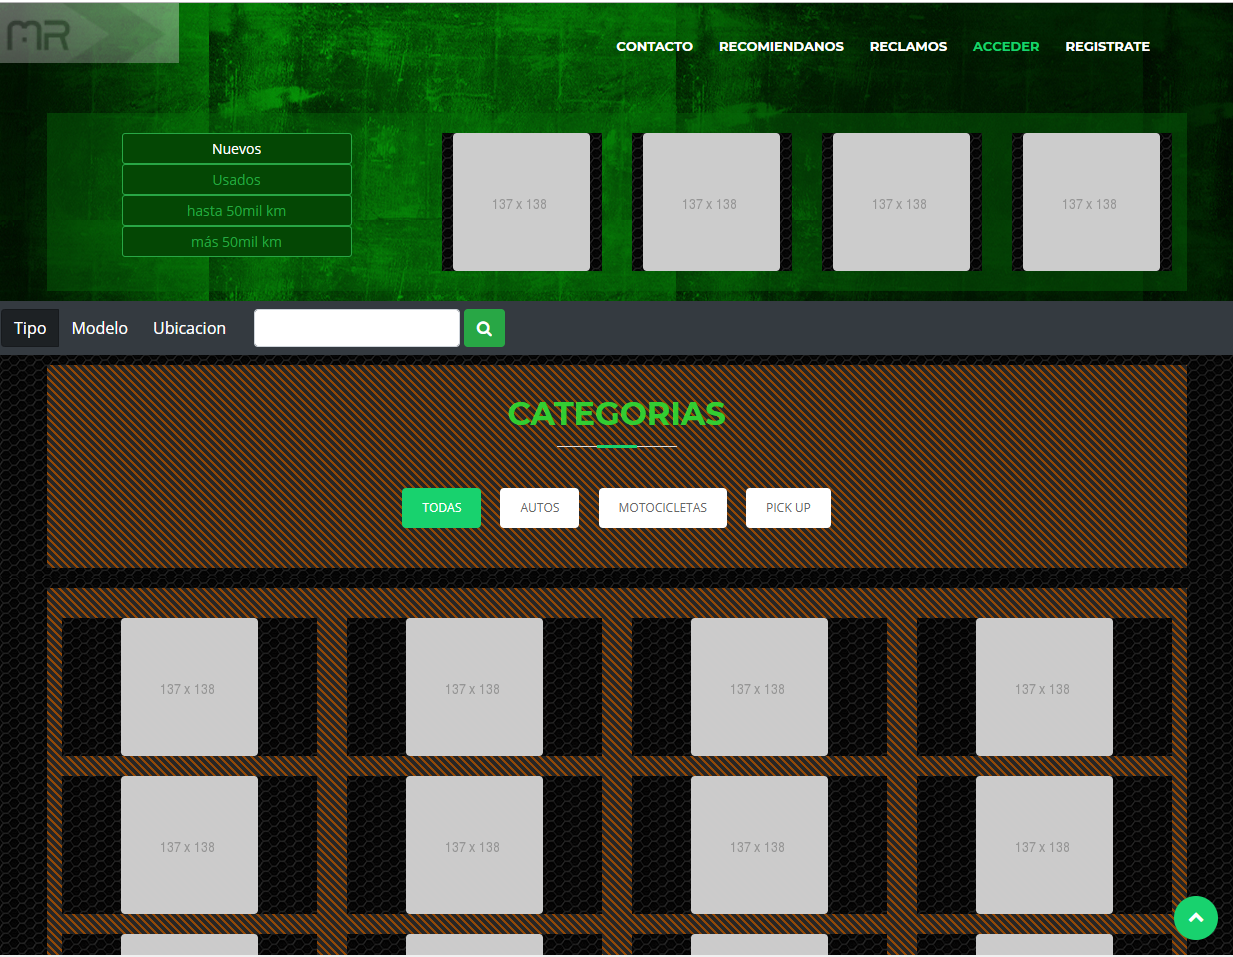 MR
CONTACTO RECOMIENDANOS RECLAMOS ACCEDER REGISTRATE
Nuevos
Usados
hasta 50mil km
más 50mil km
137 x 138 137 x 138 137 x 138 137 x 138
Tipo Modelo Ubicacion
CATEGORIAS
TODAS AUTOS MOTOCICLETAS PICK UP
137 x 138 137 x 138 137 x 138 137 x 138
137 x 138 137 x 138 137 x 138 137 x 138